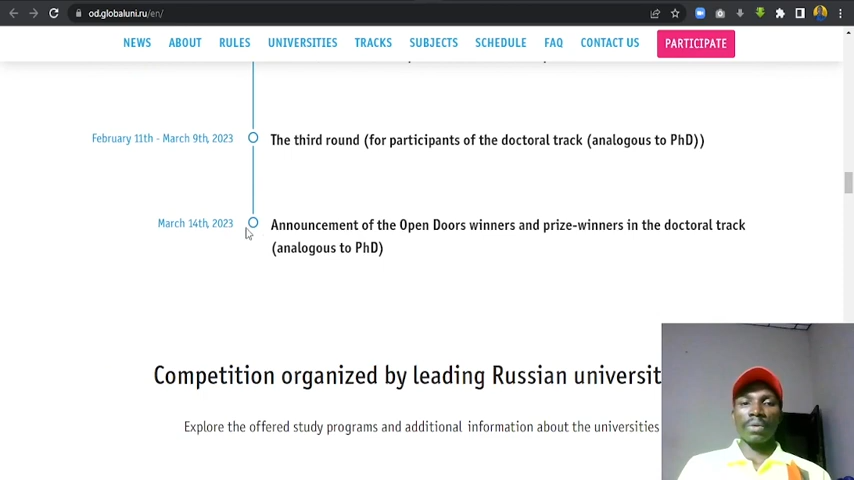 od.globaluni.ru/en/
NEWS ABOUT RULES UNIVERSITIES TRACKS SUBJECTS SCHEDULE FAQ CONTACT US PARTICIPATE
February 11th - March 9th, 2023 The third round (for participants of the doctoral track (analogous to PhD))
March 14th, 2023 Announcement of the Open Doors winners and prize-winners in the doctoral track
(analogous to PhD)
Competition organized by leading Russian universit
Explore the offered study programs and additional information about the universities